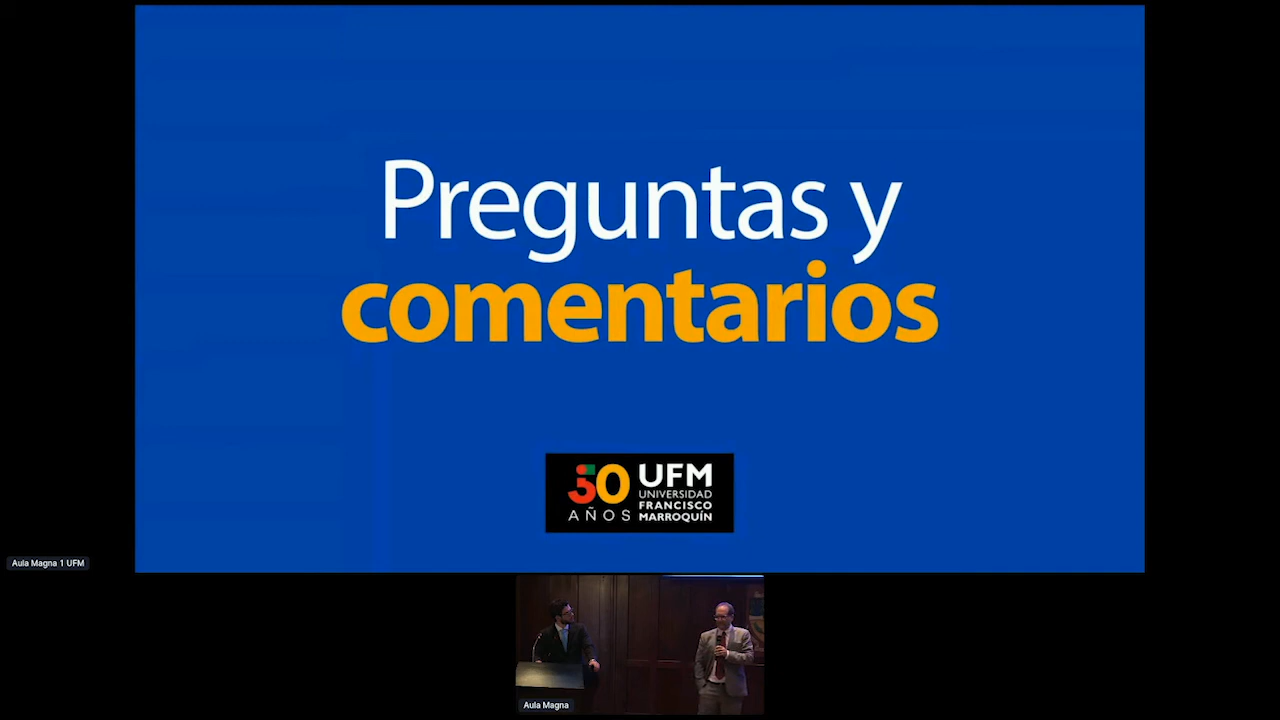 Preguntas y
comentarios
50 UFM
UNIVERSIDAD
FRANCISCO
AÑOS MARROQUÍN
Aula Magna 1 UFM
Aula Magna